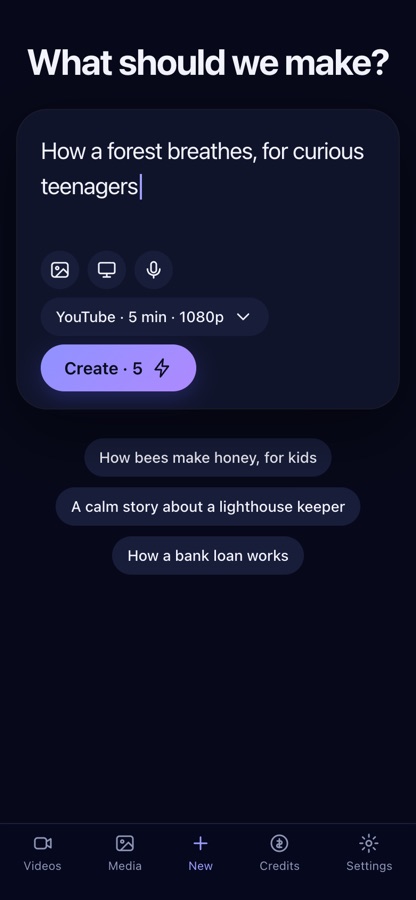 What should we make?
How a forest breathes, for curious
teenagers
YouTube · 5 min · 1080p
Create · 5
How bees make honey, for kids
A calm story about a lighthouse keeper
How a bank loan works
Videos
Media
New
Credits
Settings